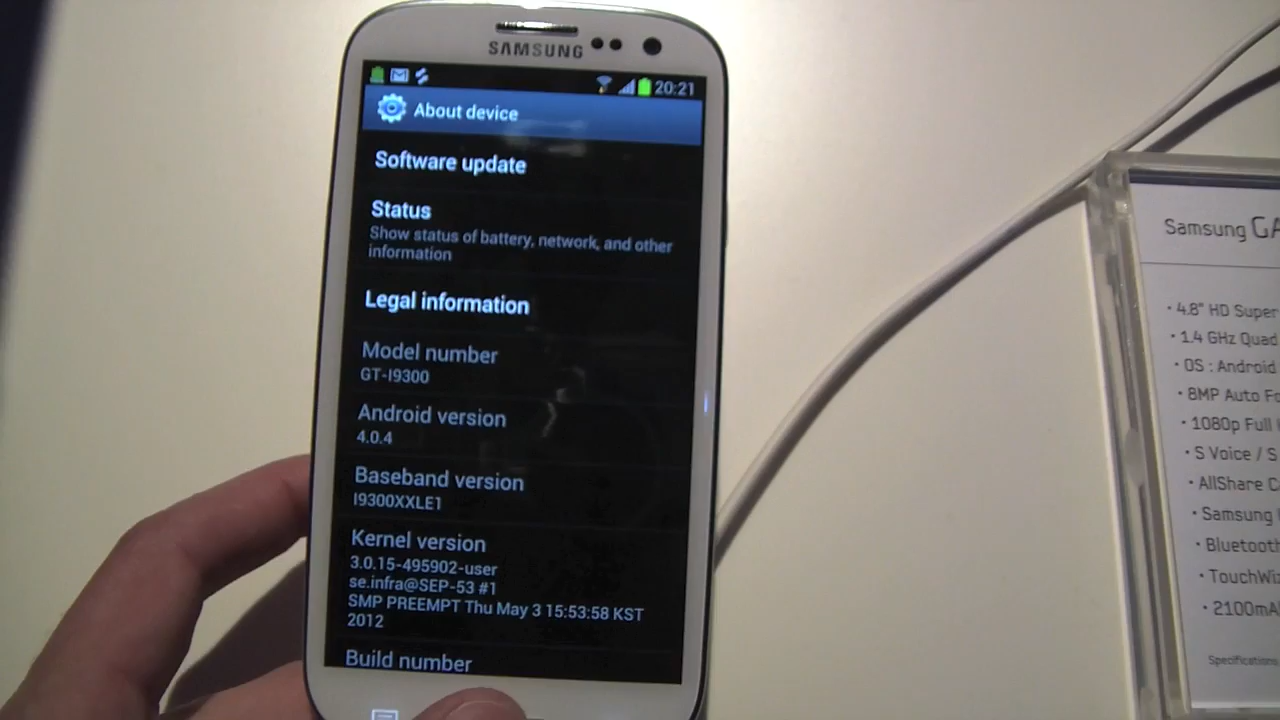 SAMSUNG
20:21
About device
Software update
Status
Show status of battery, network, and other
information
Legal information
Model number
GT-I9300
Android version
4.0.4
Baseband version
I9300XXLE1
Kernel version
3.0.15-495902-user
se.infra@SEP-53 #1
SMP PREEMPT Thu May 3 15:53:58 KST
2012
Build number
Samsung GA
• 4.8" HD Super
• 1.4 GHz Quad
• OS : Android
• 8MP Auto Fo
• 1080p Full
• S Voice / S
• AllShare C
• Samsung
• Bluetooth
• TouchWiz
• 2100mA
Specifications